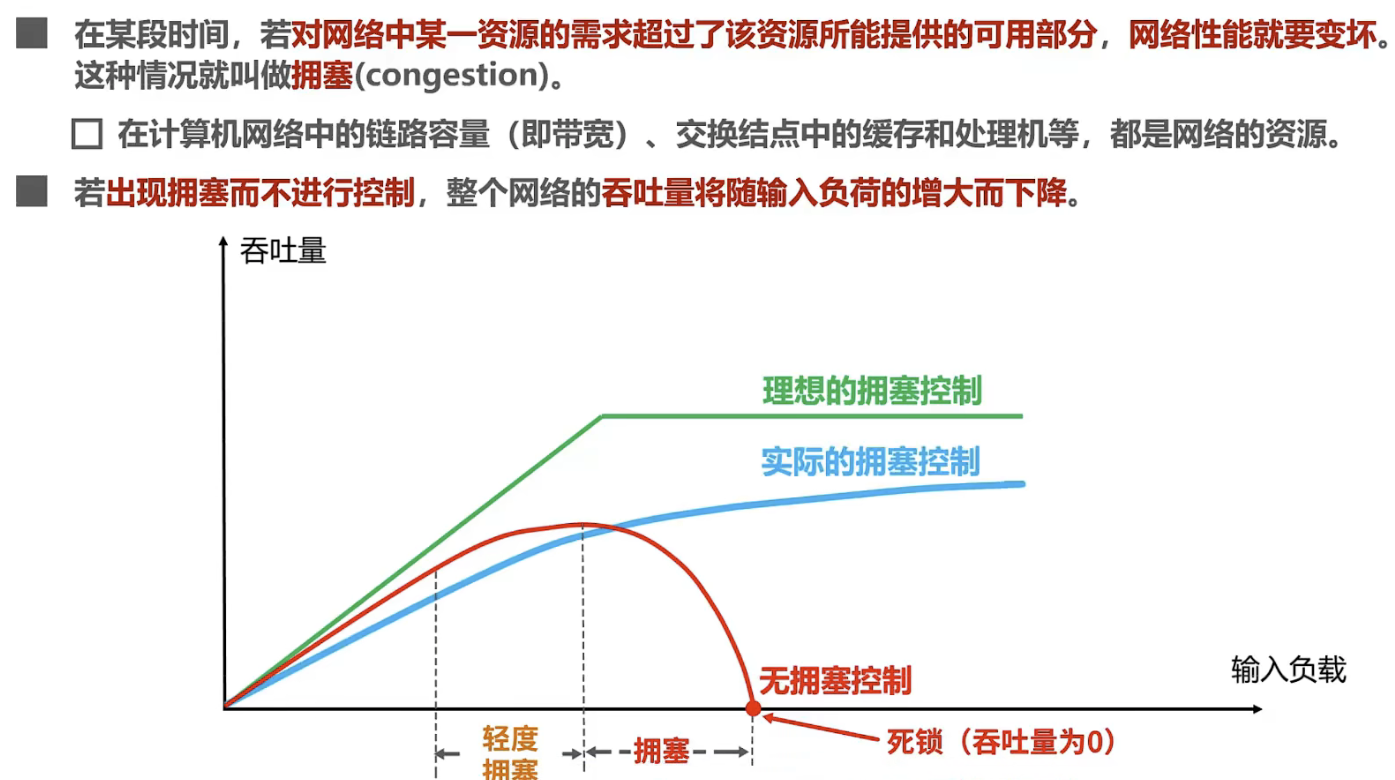 在某段时间，若对网络中某一资源的需求超过了该资源所能提供的可用部分，网络性能就要变坏。
这种情况就叫做拥塞(congestion)。
在计算机网络中的链路容量（即带宽）、交换结点中的缓存和处理机等，都是网络的资源。
若出现拥塞而不进行控制，整个网络的吞吐量将随输入负荷的增大而下降。
吞吐量
理想的拥塞控制
实际的拥塞控制
无拥塞控制
输入负载
死锁（吞吐量为0）
轻度
拥塞
拥塞